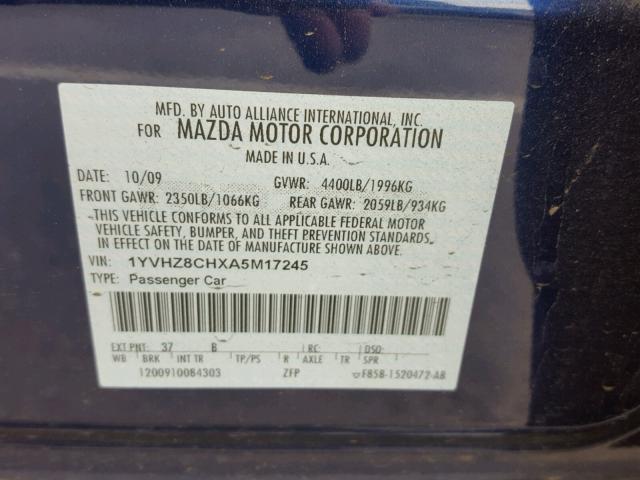 MFD. BY AUTO ALLIANCE INTERNATIONAL, INC.
FOR MAZDA MOTOR CORPORATION
MADE IN U.S.A.
DATE: 10/09 GVWR: 4400LB/1996KG
FRONT GAWR: 2350LB/1066KG REAR GAWR: 2059LB/934KG
THIS VEHICLE CONFORMS TO ALL APPLICABLE FEDERAL MOTOR
VEHICLE SAFETY, BUMPER, AND THEFT PREVENTION STANDARDS
IN EFFECT ON THE DATE OF MANUFACTURE SHOWN ABOVE.
VIN: 1YVHZ8CHXA5M17245
TYPE: Passenger Car
EXT PNT: 37 B RC: DSO:
WB BRK INT TR TP/PS R AXLE TR SPR
1200910084303 ZFP F85B-1520472-AB